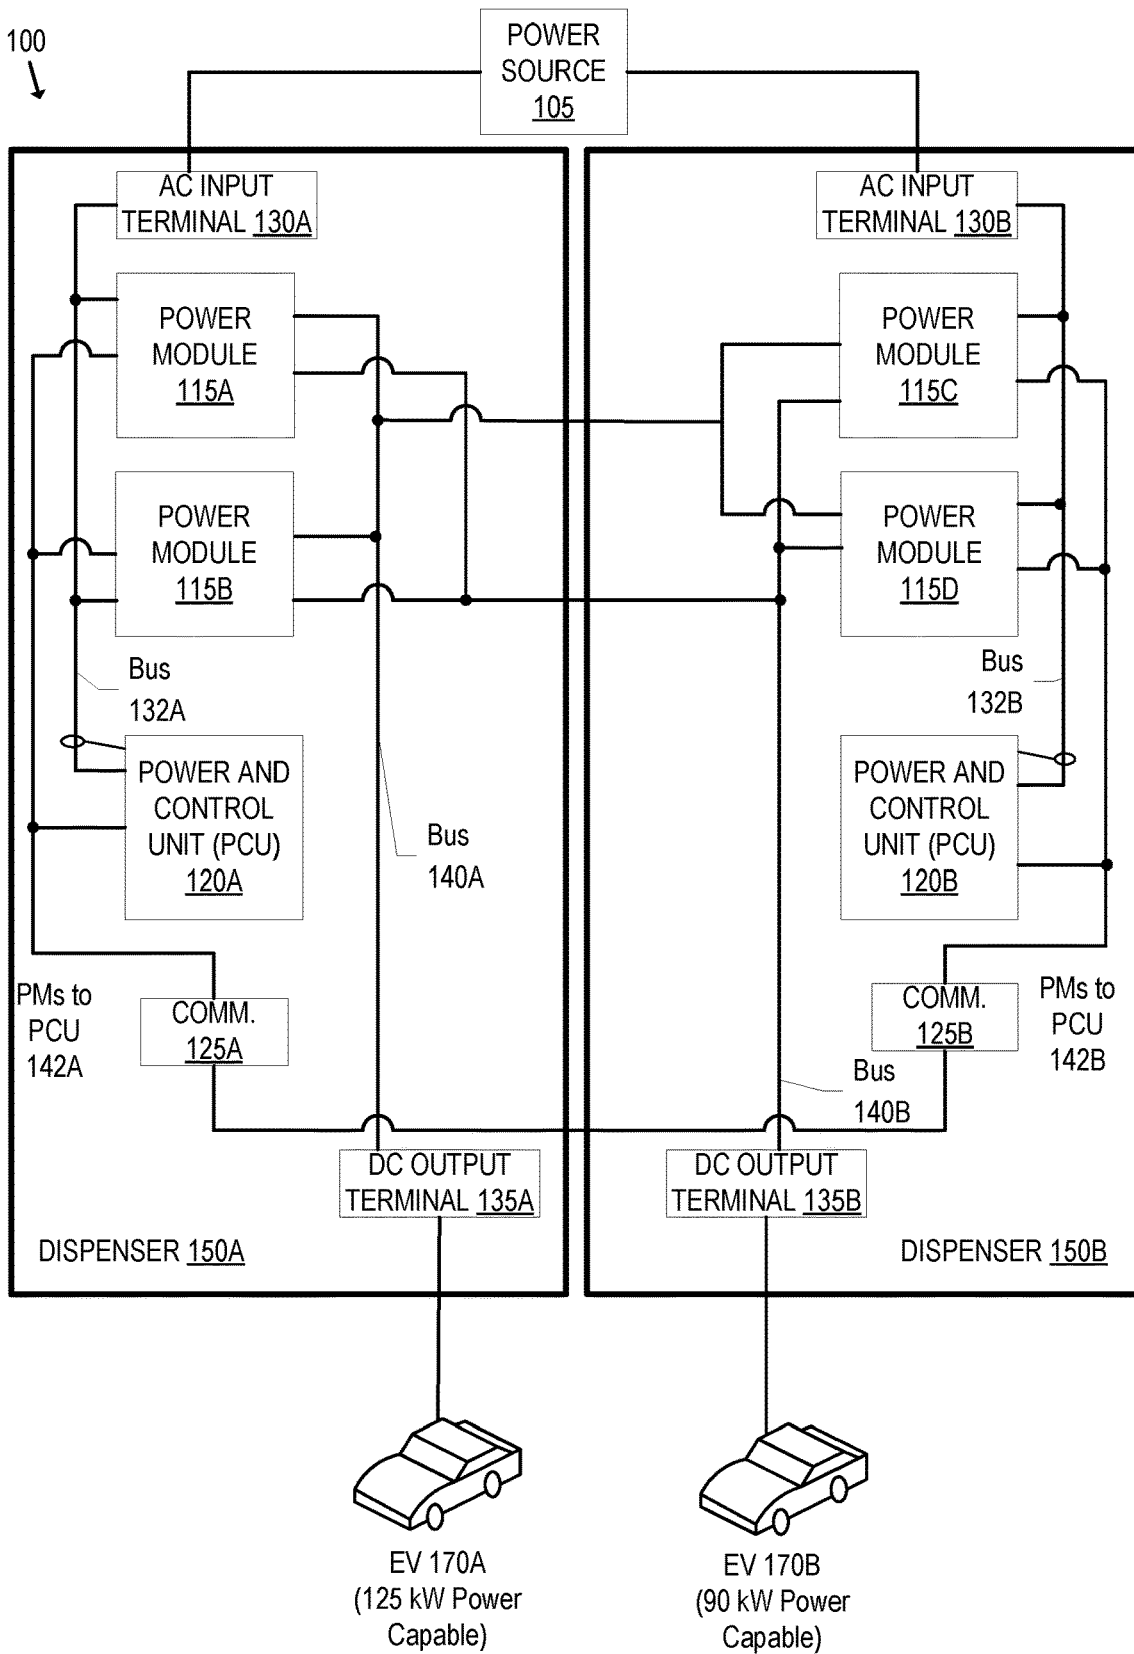 100
POWER
SOURCE
105
AC INPUT
TERMINAL 130A
AC INPUT
TERMINAL 130B
POWER
MODULE
115A
POWER
MODULE
115C
POWER
MODULE
115B
POWER
MODULE
115D
Bus
132A
Bus
132B
POWER AND
CONTROL
UNIT (PCU)
120A
Bus
140A
POWER AND
CONTROL
UNIT (PCU)
120B
PMs to
PCU
142A
COMM.
125A
COMM.
125B
PMs to
PCU
142B
Bus
140B
DC OUTPUT
TERMINAL 135A
DC OUTPUT
TERMINAL 135B
DISPENSER 150A
DISPENSER 150B
EV 170A
(125 kW Power
Capable)
EV 170B
(90 kW Power
Capable)